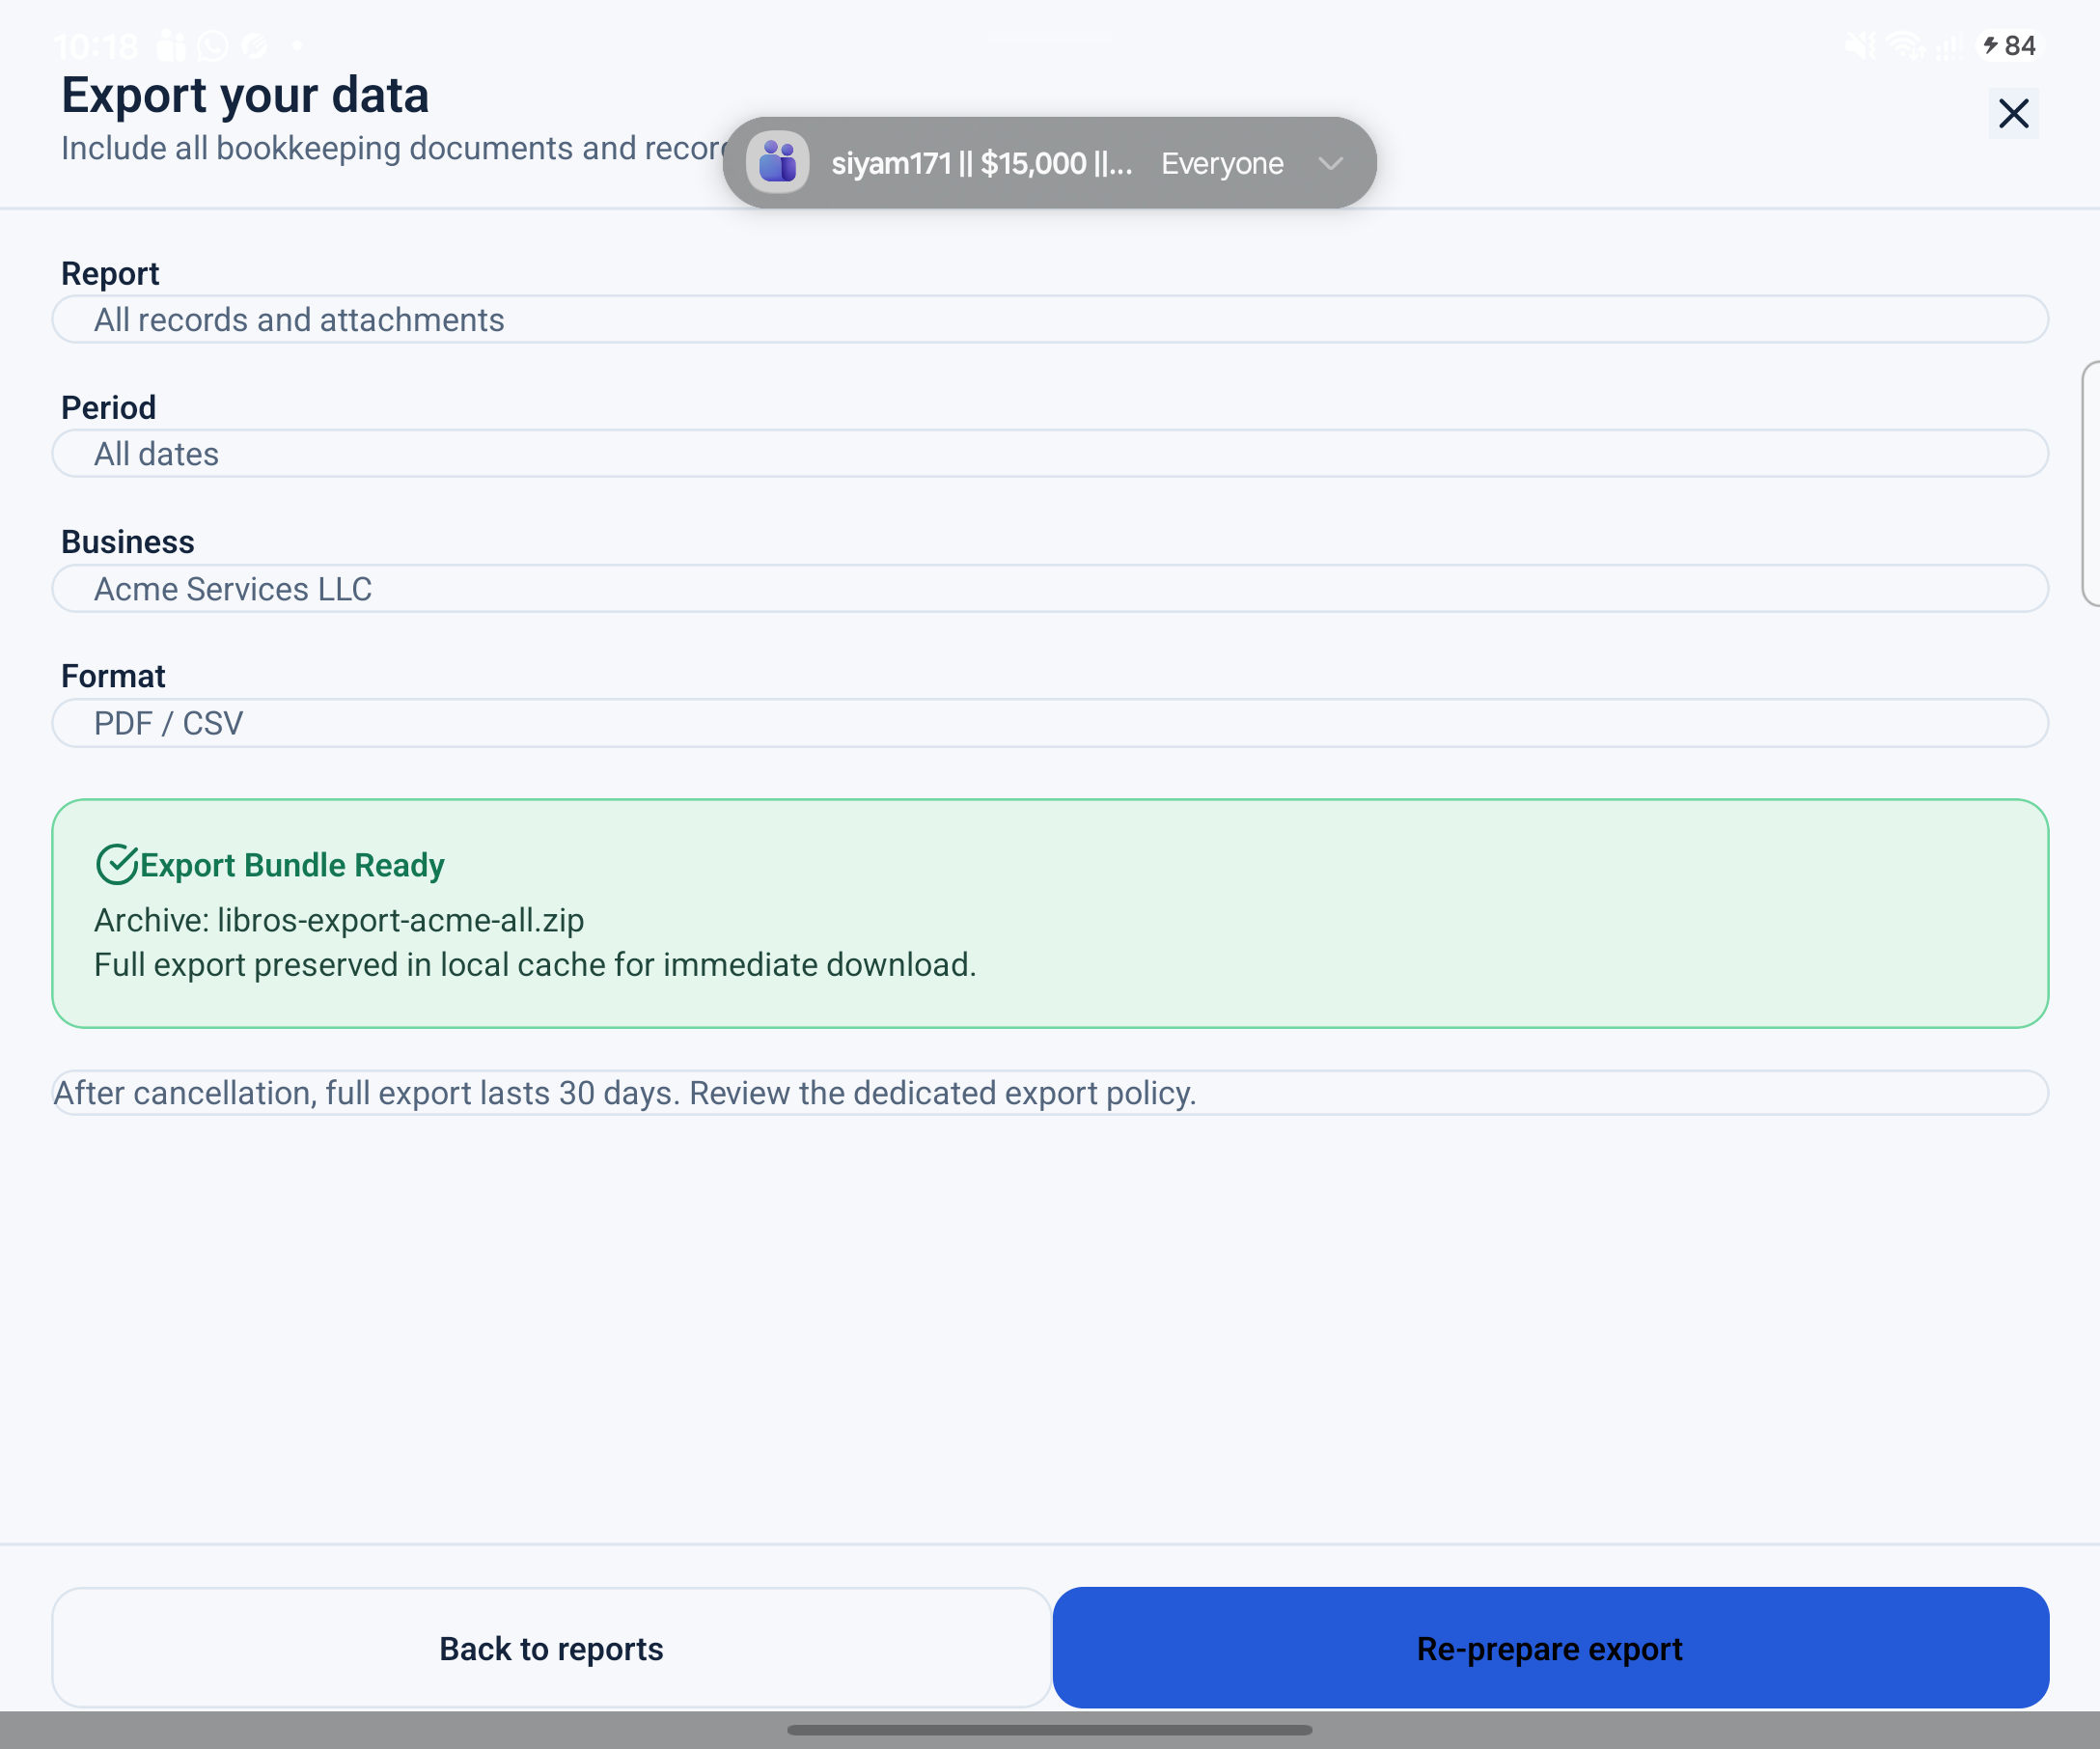 10:18
84
Export your data
Include all bookkeeping documents and
siyam171 || $15,000 ||... Everyone
Report
All records and attachments
Period
All dates
Business
Acme Services LLC
Format
PDF / CSV
Export Bundle Ready
Archive: libros-export-acme-all.zip
Full export preserved in local cache for immediate download.
After cancellation, full export lasts 30 days. Review the dedicated export policy.
Back to reports
Re-prepare export